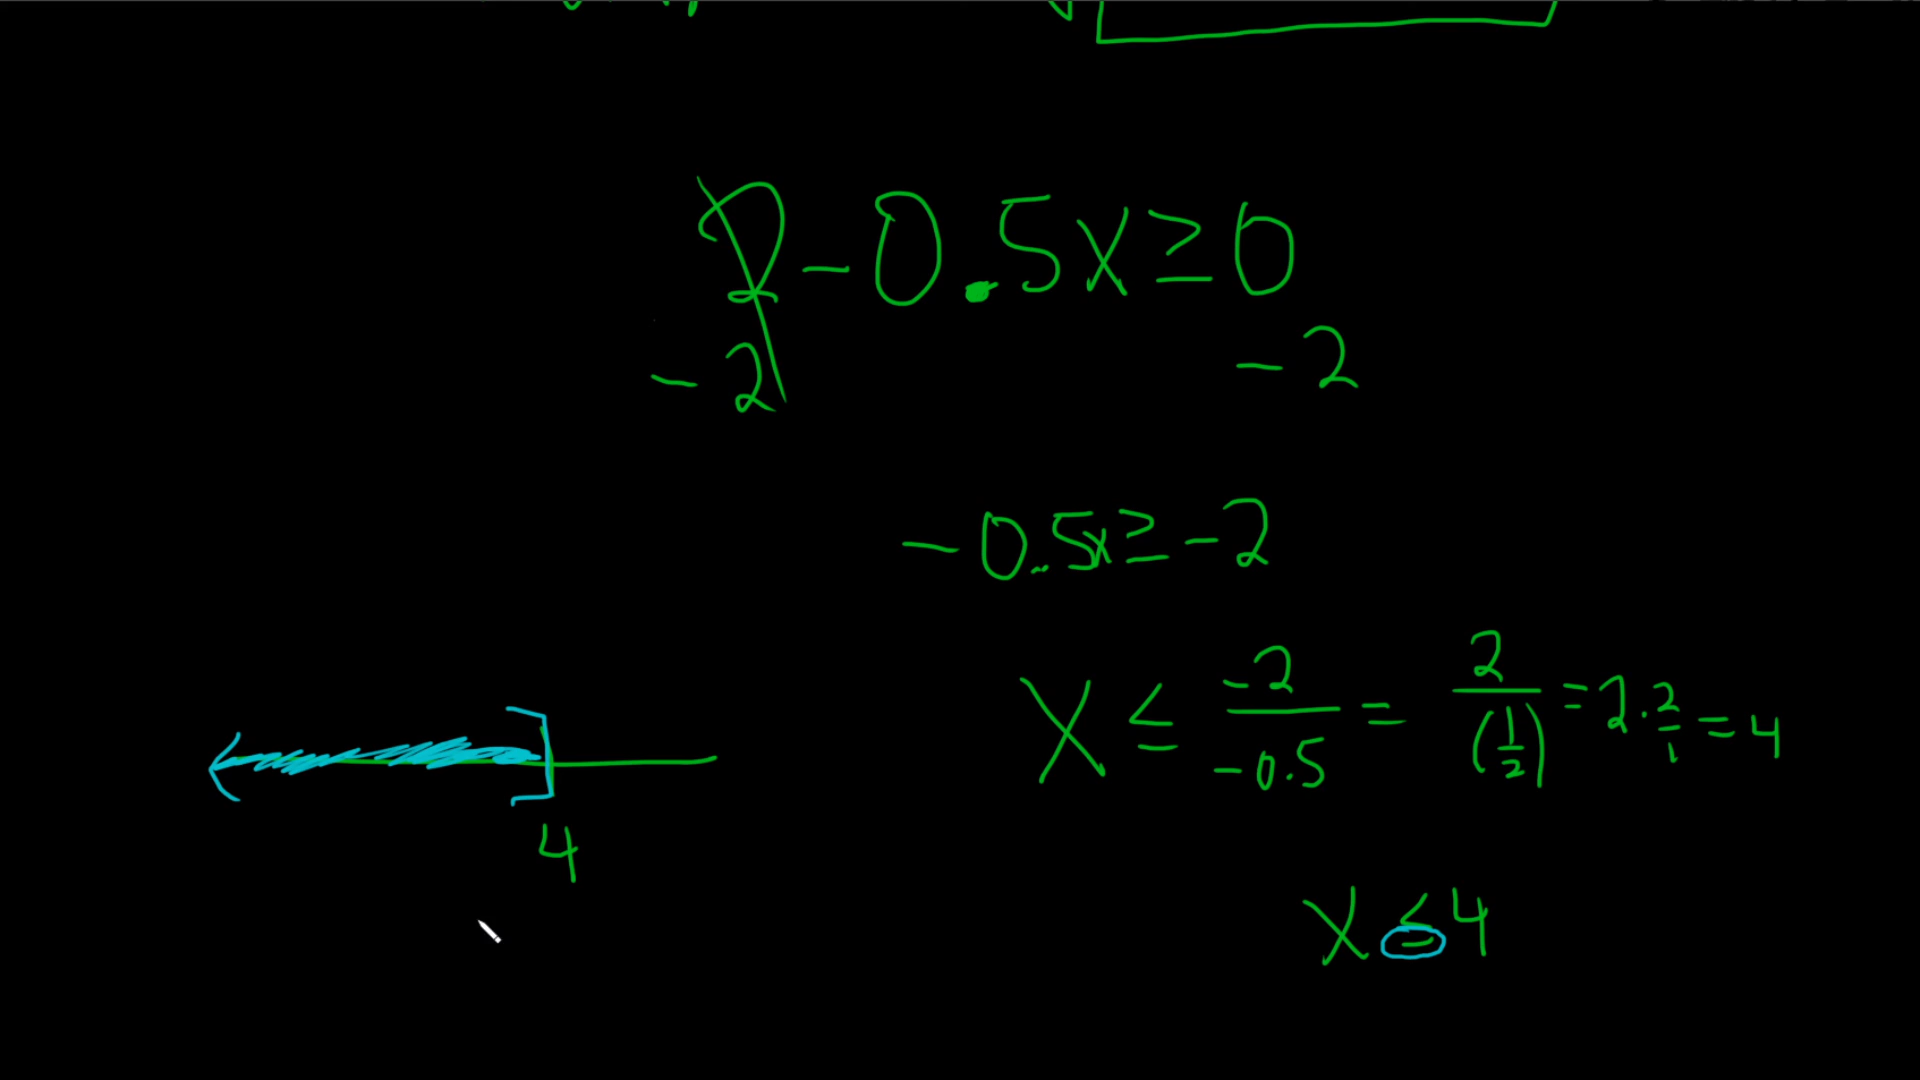 2 - 0.5x ≥ 0
- 2 - 2
- 0.5x ≥ - 2
x ≤ -2/-0.5 = 2/(1/2) = 2 · 2/1 = 4
4
x ≤ 4